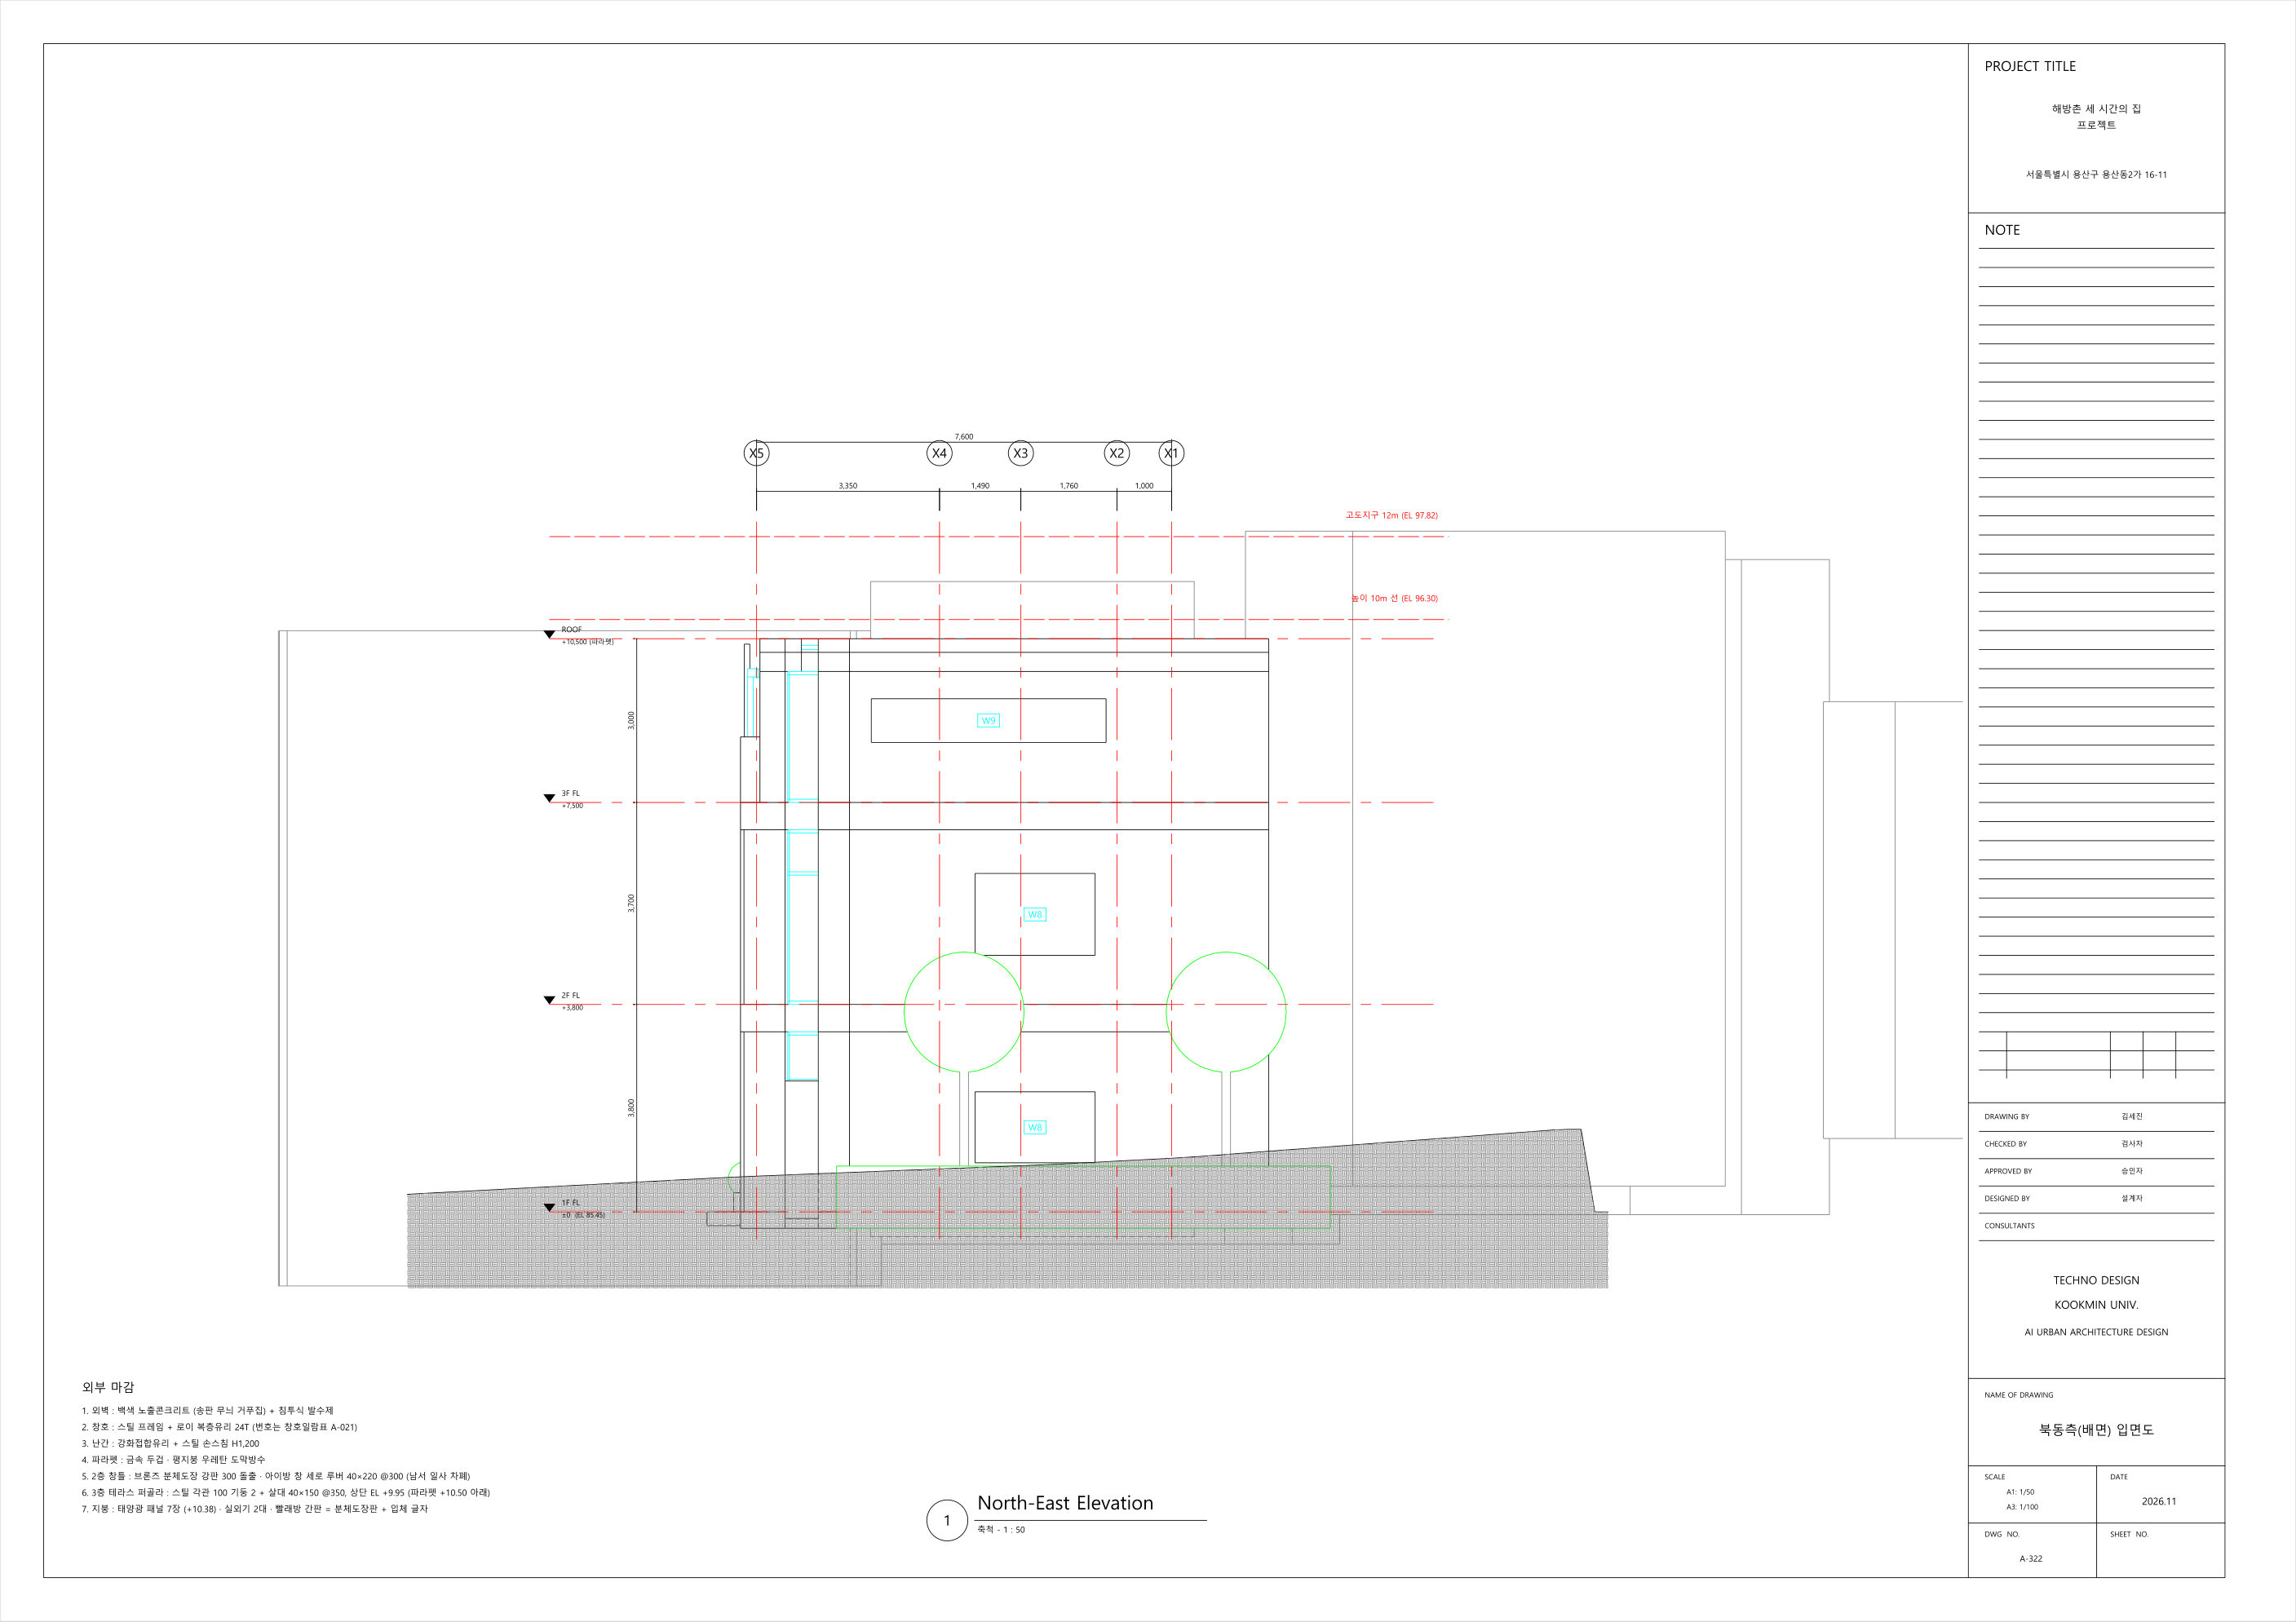 PROJECT TITLE
해방촌 세 시간의 집
프로젝트
서울특별시 용산구 용산동2가 16-11
NOTE
7,600
X5
X4
X3
X2
X1
3,350
1,490
1,760
1,000
고도지구 12m (EL 97.82)
높이 10m 선 (EL 96.30)
ROOF
+10,500 (파라펫)
3,000
W9
3F FL
+7,500
3,700
W8
2F FL
+3,800
3,800
W8
1F FL
±0 (EL 85.45)
DRAWING BY 김세진
CHECKED BY 검사자
APPROVED BY 승인자
DESIGNED BY 설계자
CONSULTANTS
TECHNO DESIGN
KOOKMIN UNIV.
AI URBAN ARCHITECTURE DESIGN
NAME OF DRAWING
북동측(배면) 입면도
SCALE
A1: 1/50
A3: 1/100
DATE
2026.11
DWG NO.
A-322
SHEET NO.
외부 마감
1. 외벽 : 백색 노출콘크리트 (송판 무늬 거푸집) + 침투식 발수제
2. 창호 : 스틸 프레임 + 로이 복층유리 24T (번호는 창호일람표 A-021)
3. 난간 : 강화접합유리 + 스틸 손스침 H1,200
4. 파라펫 : 금속 두겁 · 평지붕 우레탄 도막방수
5. 2층 창틀 : 브론즈 분체도장 강판 300 돌출 · 아이방 창 세로 루버 40×220 @300 (남서 일사 차폐)
6. 3층 테라스 퍼골라 : 스틸 각관 100 기둥 2 + 살대 40×150 @350, 상단 EL +9.95 (파라펫 +10.50 아래)
7. 지붕 : 태양광 패널 7장 (+10.38) · 실외기 2대 · 빨래방 간판 = 분체도장판 + 입체 글자
1
North-East Elevation
축척 - 1 : 50